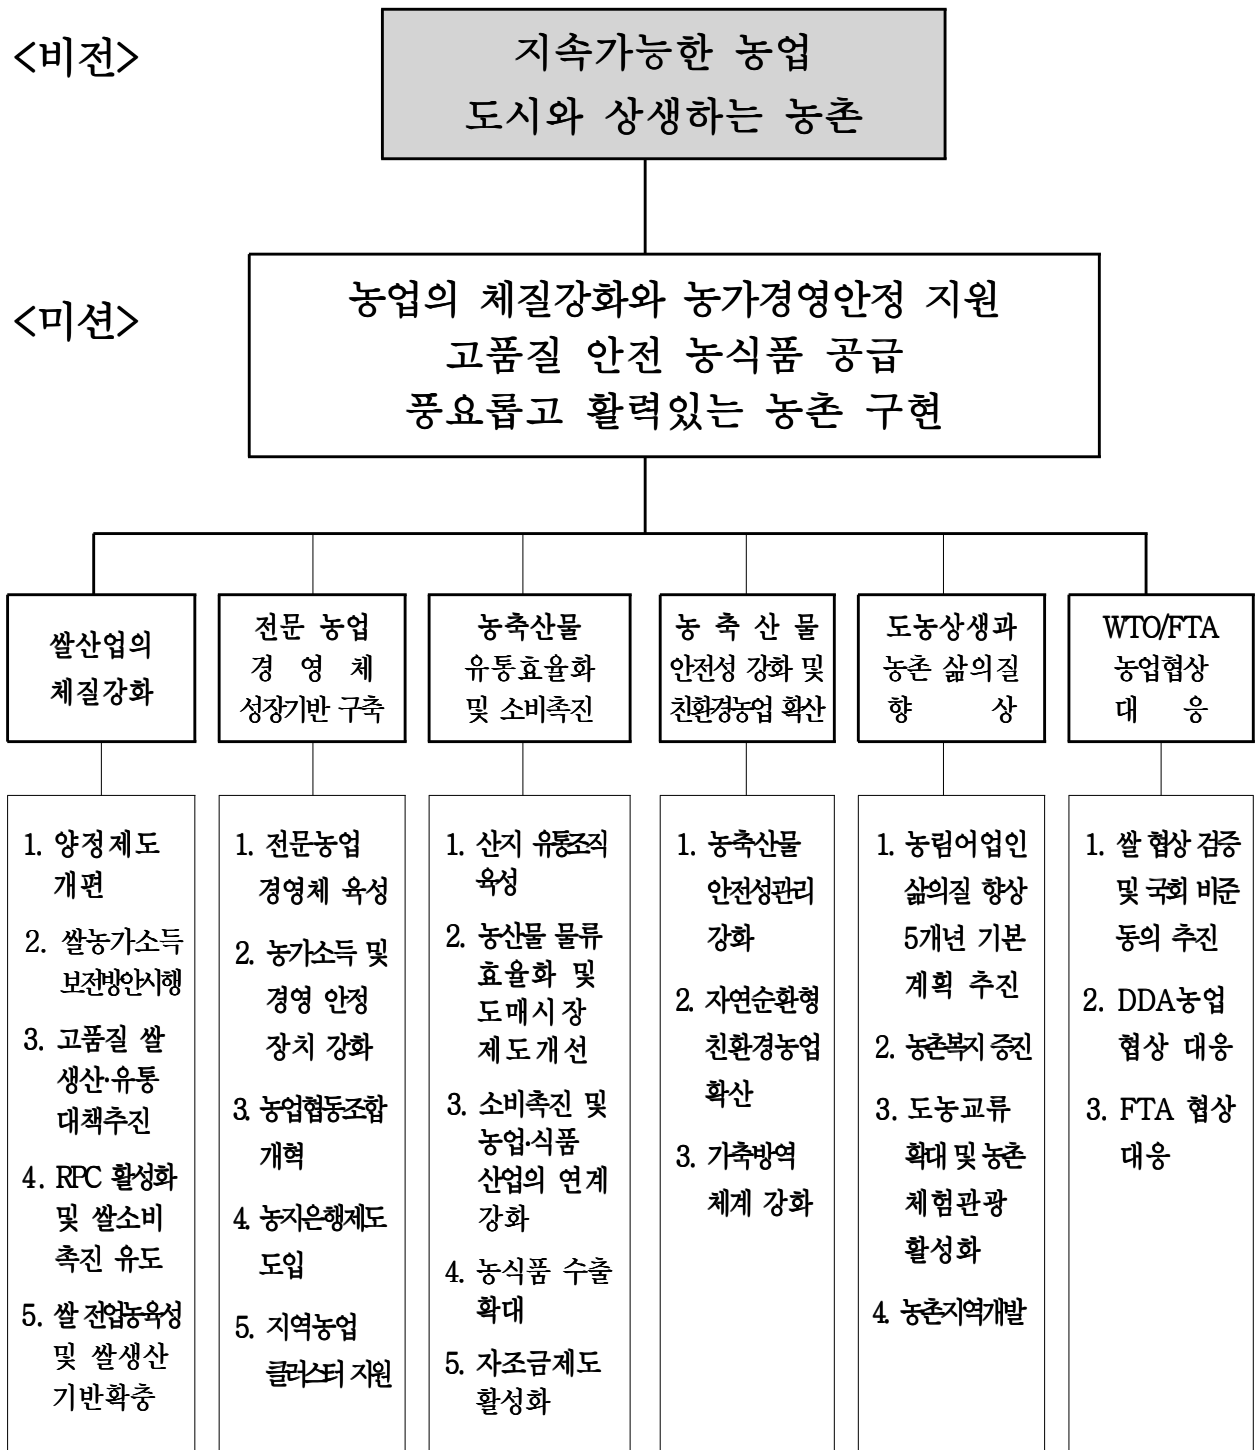 <비전>
지속가능한 농업
도시와 상생하는 농촌
<미션>
농업의 체질강화와 농가경영안정 지원
고품질 안전 농식품 공급
풍요롭고 활력있는 농촌 구현
쌀산업의
체질강화
전문 농업
경 영 체
성장기반 구축
농축산물
유통효율화
및 소비촉진
농 축 산 물
안전성 강화 및
친환경농업 확산
도농상생과
농촌 삶의질
향 상
WTO/FTA
농업협상
대 응
1. 양정제도
개편
2. 쌀농가소득
보전방안시행
3. 고품질 쌀
생산·유통
대책추진
4. RPC 활성화
및 쌀소비
촉진 유도
5. 쌀 전업농육성
및 쌀생산
기반확충
1. 전문농업
경영체 육성
2. 농가소득 및
경영 안정
장치 강화
3. 농업협동조합
개혁
4. 농지은행제도
도입
5. 지역농업
클러스터 지원
1. 산지 유통조직
육성
2. 농산물 물류
효율화 및
도매시장
제도개선
3. 소비촉진 및
농업·식품
산업의 연계
강화
4. 농식품 수출
확대
5. 자조금제도
활성화
1. 농축산물
안전성관리
강화
2. 자연순환형
친환경농업
확산
3. 가축방역
체계 강화
1. 농림어업인
삶의질 향상
5개년 기본
계획 추진
2. 농촌복지 증진
3. 도농교류
확대 및 농촌
체험관광
활성화
4. 농촌지역개발
1. 쌀 협상 검증
및 국회 비준
동의 추진
2. DDA농업
협상 대응
3. FTA 협상
대응